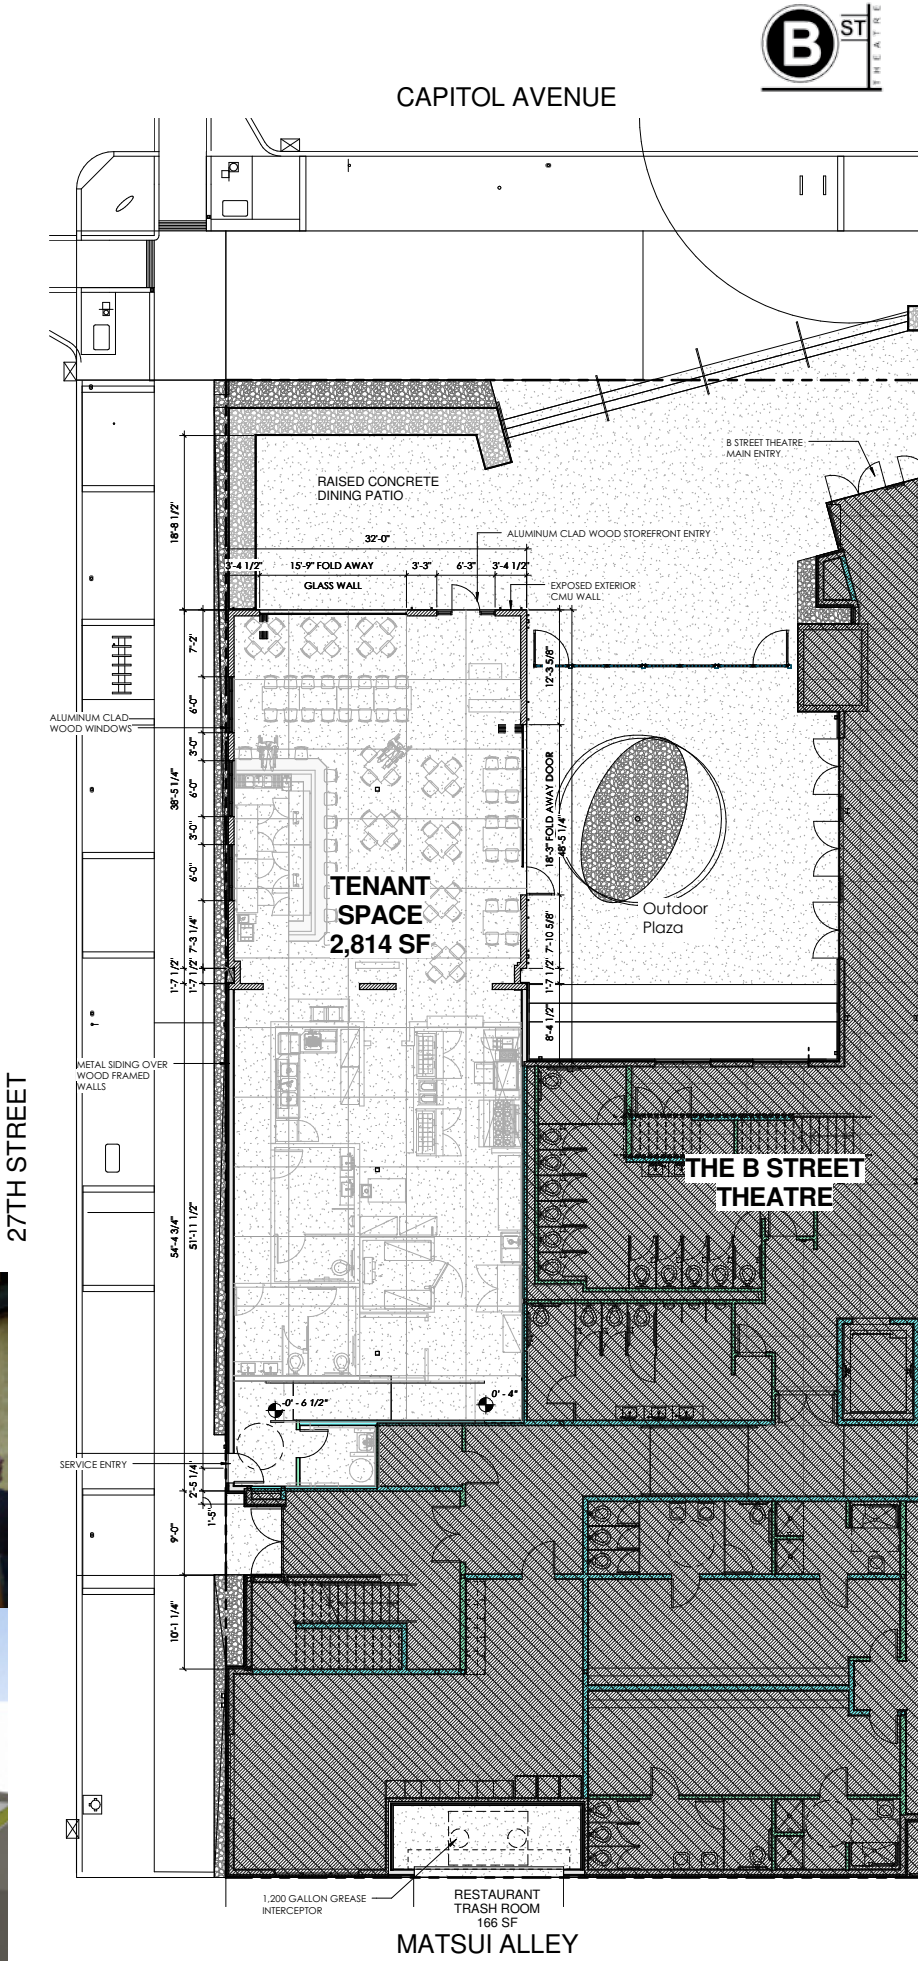 B
ST
THEATRE
CAPITOL AVENUE
B STREET THEATRE
MAIN ENTRY
RAISED CONCRETE
DINING PATIO
18'-8 1/2"
ALUMINUM CLAD WOOD STOREFRONT ENTRY
32'-0"
3'-4 1/2"
15'-9" FOLD AWAY
GLASS WALL
3'-3"
6'-3"
3'-4 1/2"
EXPOSED EXTERIOR
CMU WALL
7'-2"
12'-3 5/8"
6'-0"
ALUMINUM CLAD
WOOD WINDOWS
3'-0"
38'-5 1/4"
6'-0"
18'-3" FOLD AWAY DOOR
48'-5 1/4"
3'-0"
6'-0"
TENANT
SPACE
2,814 SF
Outdoor
Plaza
7'-3 1/4"
7'-10 5/8"
1'-7 1/2"
1'-7 1/2"
1'-7 1/2"
8'-4 1/2"
METAL SIDING OVER
WOOD FRAMED
WALLS
27TH STREET
THE B STREET
THEATRE
54'-4 3/4"
51'-11 1/2"
-0' - 6 1/2"
0' - 4"
SERVICE ENTRY
2'-5 1/4"
1'-5"
9'-0"
10'-1 1/4"
1,200 GALLON GREASE
INTERCEPTOR
RESTAURANT
TRASH ROOM
166 SF
MATSUI ALLEY